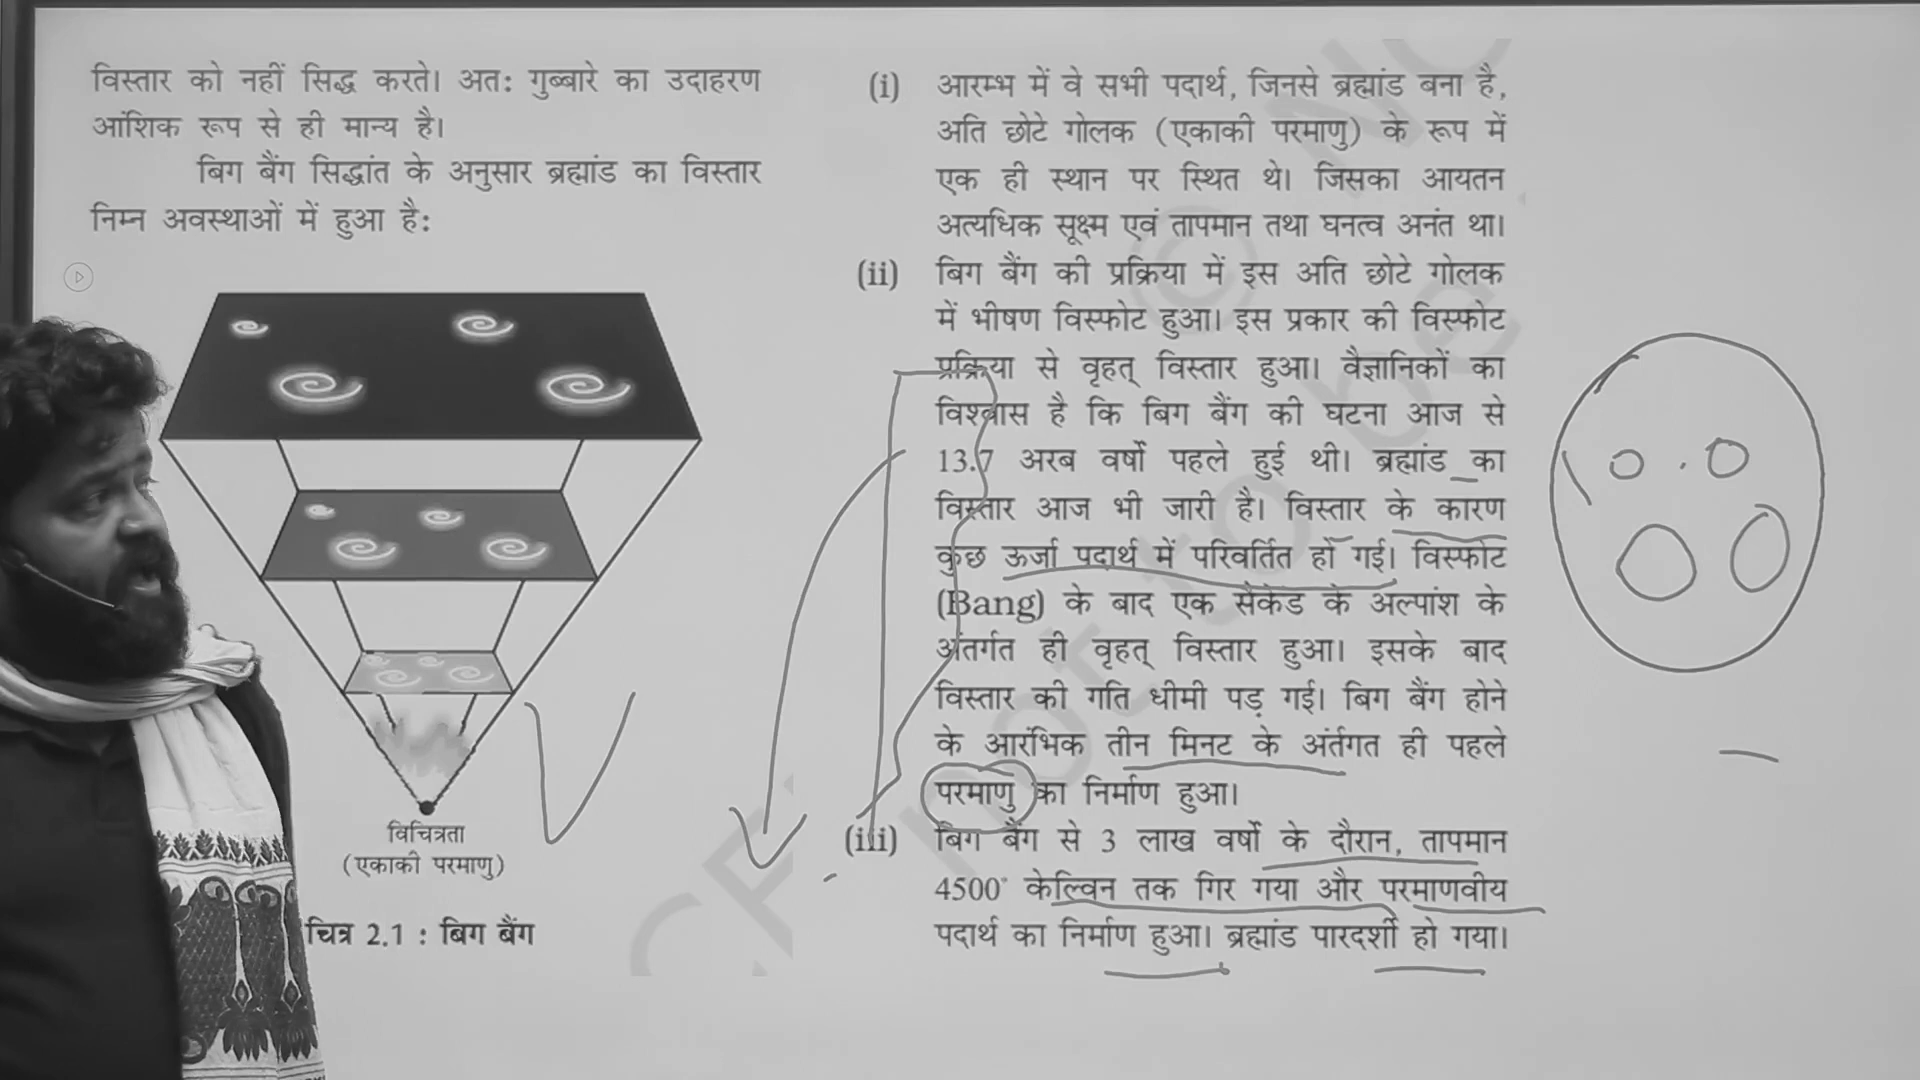 विस्तार को नहीं सिद्ध करते। अतः गुब्बारे का उदाहरण
आंशिक रूप से ही मान्य है।
बिग बैंग सिद्धांत के अनुसार ब्रह्मांड का विस्तार
निम्न अवस्थाओं में हुआ है:
विचित्रता
(एकाकी परमाणु)
चित्र 2.1 : बिग बैंग
(i) आरम्भ में वे सभी पदार्थ, जिनसे ब्रह्मांड बना है,
अति छोटे गोलक (एकाकी परमाणु) के रूप में
एक ही स्थान पर स्थित थे। जिसका आयतन
अत्यधिक सूक्ष्म एवं तापमान तथा घनत्व अनंत था।
(ii) बिग बैंग की प्रक्रिया में इस अति छोटे गोलक
में भीषण विस्फोट हुआ। इस प्रकार की विस्फोट
प्रक्रिया से वृहत् विस्तार हुआ। वैज्ञानिकों का
विश्वास है कि बिग बैंग की घटना आज से
13.7 अरब वर्षों पहले हुई थी। ब्रह्मांड का
विस्तार आज भी जारी है। विस्तार के कारण
कुछ ऊर्जा पदार्थ में परिवर्तित हो गई। विस्फोट
(Bang) के बाद एक सैकेंड के अल्पांश के
अंतर्गत ही वृहत् विस्तार हुआ। इसके बाद
विस्तार की गति धीमी पड़ गई। बिग बैंग होने
के आरंभिक तीन मिनट के अंर्तगत ही पहले
परमाणु का निर्माण हुआ।
(iii) बिग बैंग से 3 लाख वर्षों के दौरान, तापमान
4500° केल्विन तक गिर गया और परमाणवीय
पदार्थ का निर्माण हुआ। ब्रह्मांड पारदर्शी हो गया।
not to be